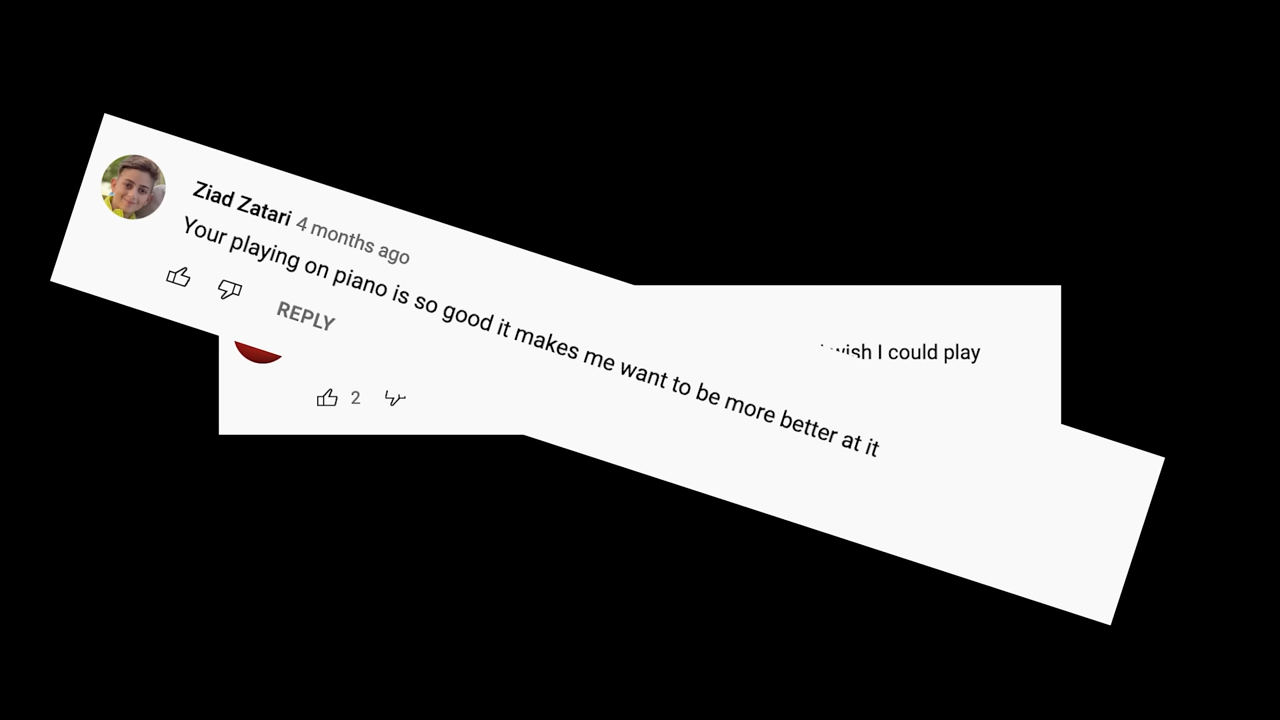 Ziad Zatari 4 months ago
Your playing on piano is so good it makes me want to be more better at it
REPLY
wish I could play
2